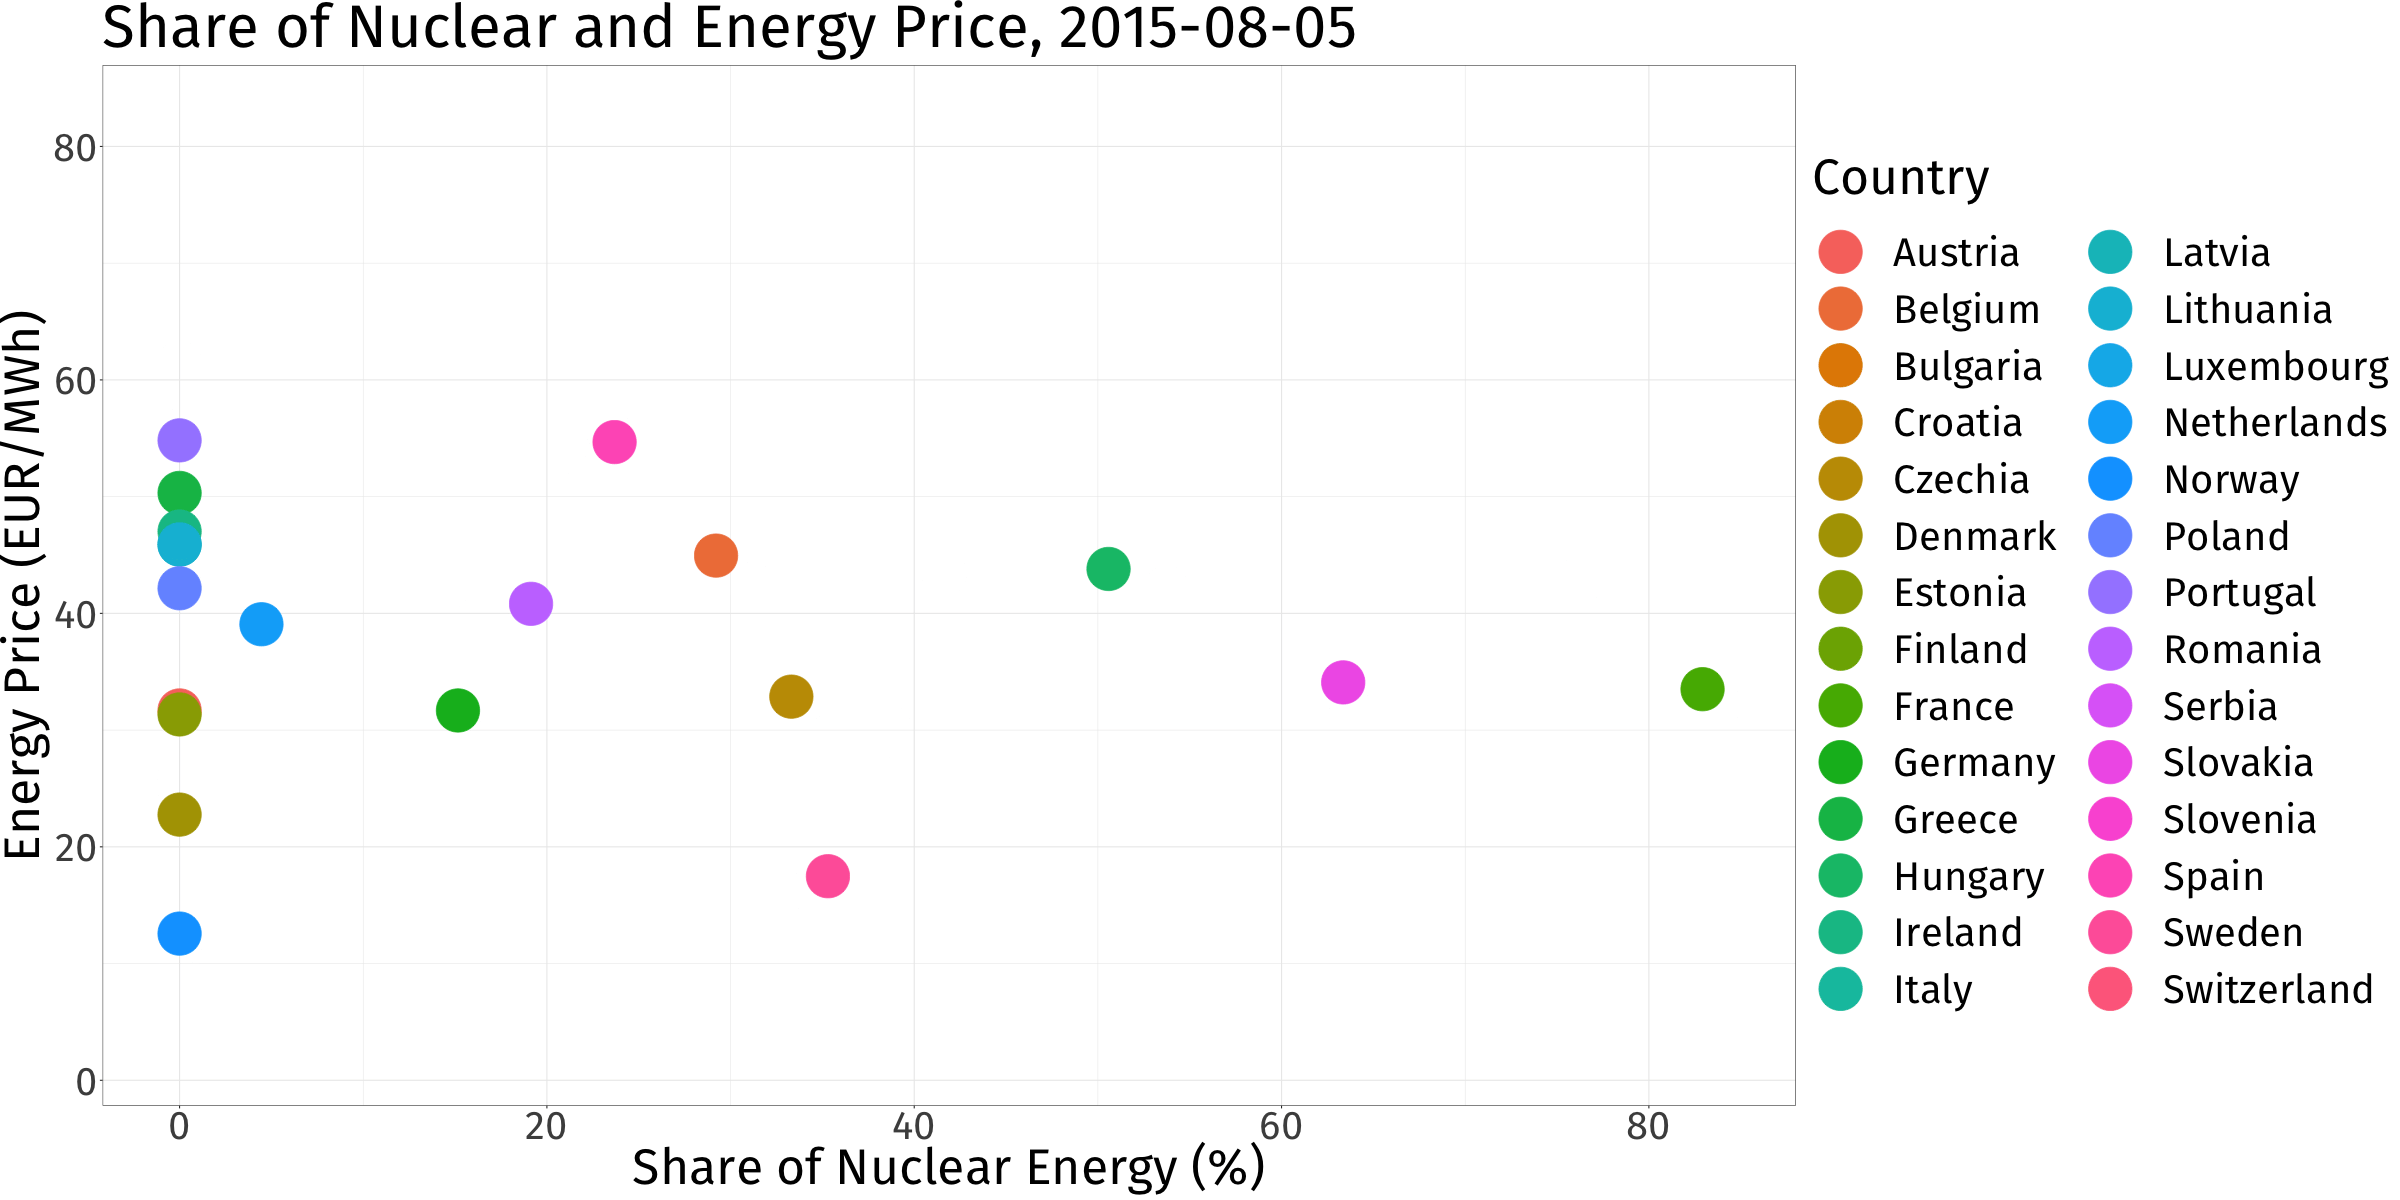 Share of Nuclear and Energy Price, 2015-08-05
Energy Price (EUR/MWh)
80
60
40
20
0
0
20
40
60
80
Share of Nuclear Energy (%)
Country
Austria
Belgium
Bulgaria
Croatia
Czechia
Denmark
Estonia
Finland
France
Germany
Greece
Hungary
Ireland
Italy
Latvia
Lithuania
Luxembourg
Netherlands
Norway
Poland
Portugal
Romania
Serbia
Slovakia
Slovenia
Spain
Sweden
Switzerland